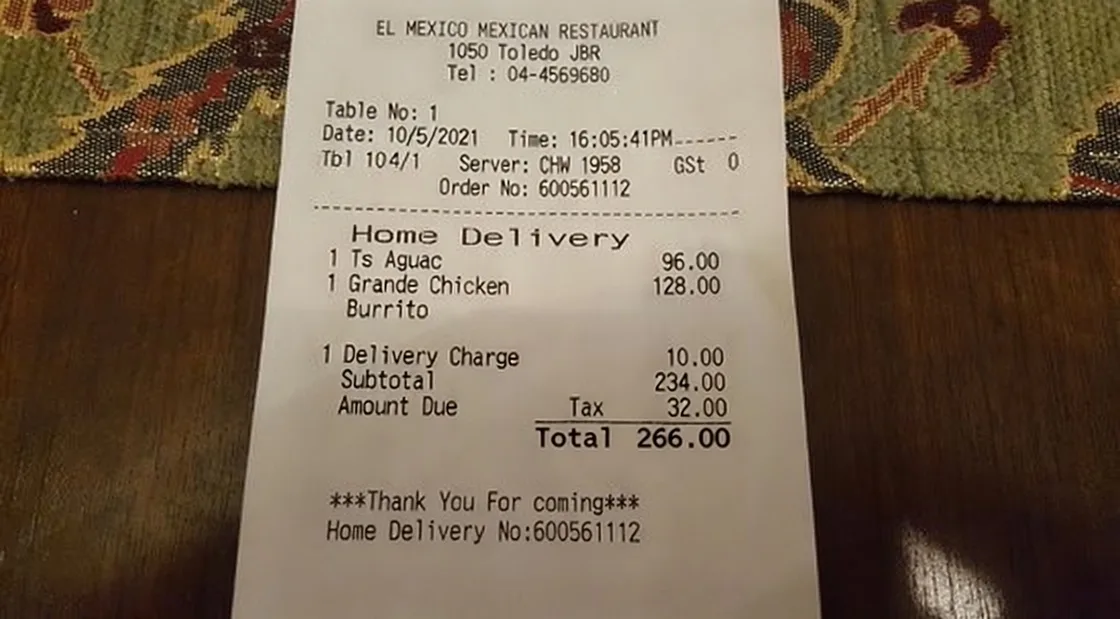 EL MEXICO MEXICAN RESTAURANT
1050 Toledo JBR
Tel : 04-4569680
Table No: 1
Date: 10/5/2021 Time: 16:05:41PM------
Tbl 104/1 Server: CHW 1958 GSt 0
Order No: 600561112
Home Delivery
1 Ts Aguac 96.00
1 Grande Chicken 128.00
Burrito
1 Delivery Charge 10.00
Subtotal 234.00
Amount Due Tax 32.00
Total 266.00
***Thank You For coming***
Home Delivery No:600561112